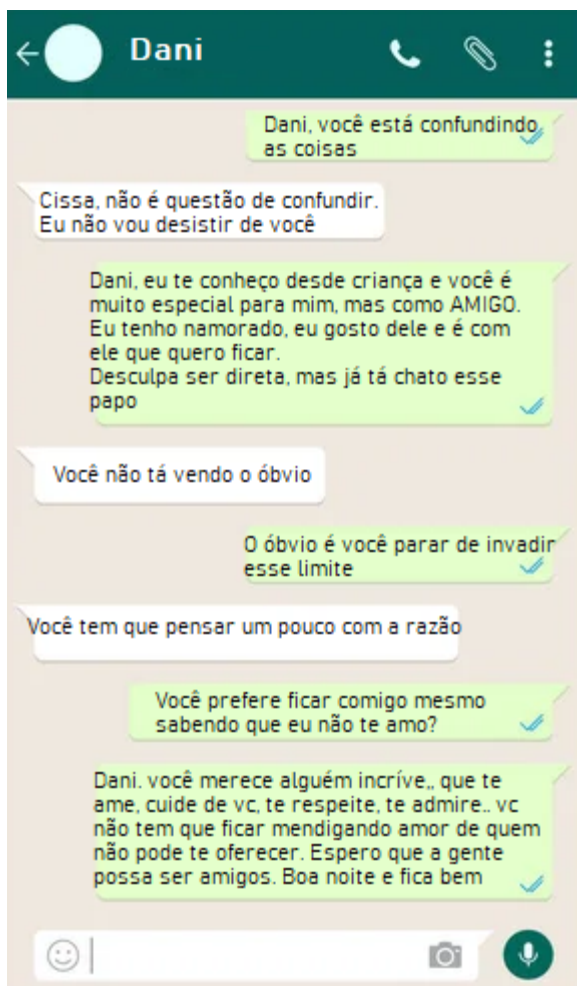 Dani
Dani, você está confundindo
as coisas
Cissa, não é questão de confundir.
Eu não vou desistir de você
Dani, eu te conheço desde criança e você é
muito especial para mim, mas como AMIGO.
Eu tenho namorado, eu gosto dele e é com
ele que quero ficar.
Desculpa ser direta, mas já tá chato esse
papo
Você não tá vendo o óbvio
O óbvio é você parar de invadir
esse limite
Você tem que pensar um pouco com a razão
Você prefere ficar comigo mesmo
sabendo que eu não te amo?
Dani. você merece alguém incríve,, que te
ame, cuide de vc, te respeite, te admire.. vc
não tem que ficar mendigando amor de quem
não pode te oferecer. Espero que a gente
possa ser amigos. Boa noite e fica bem